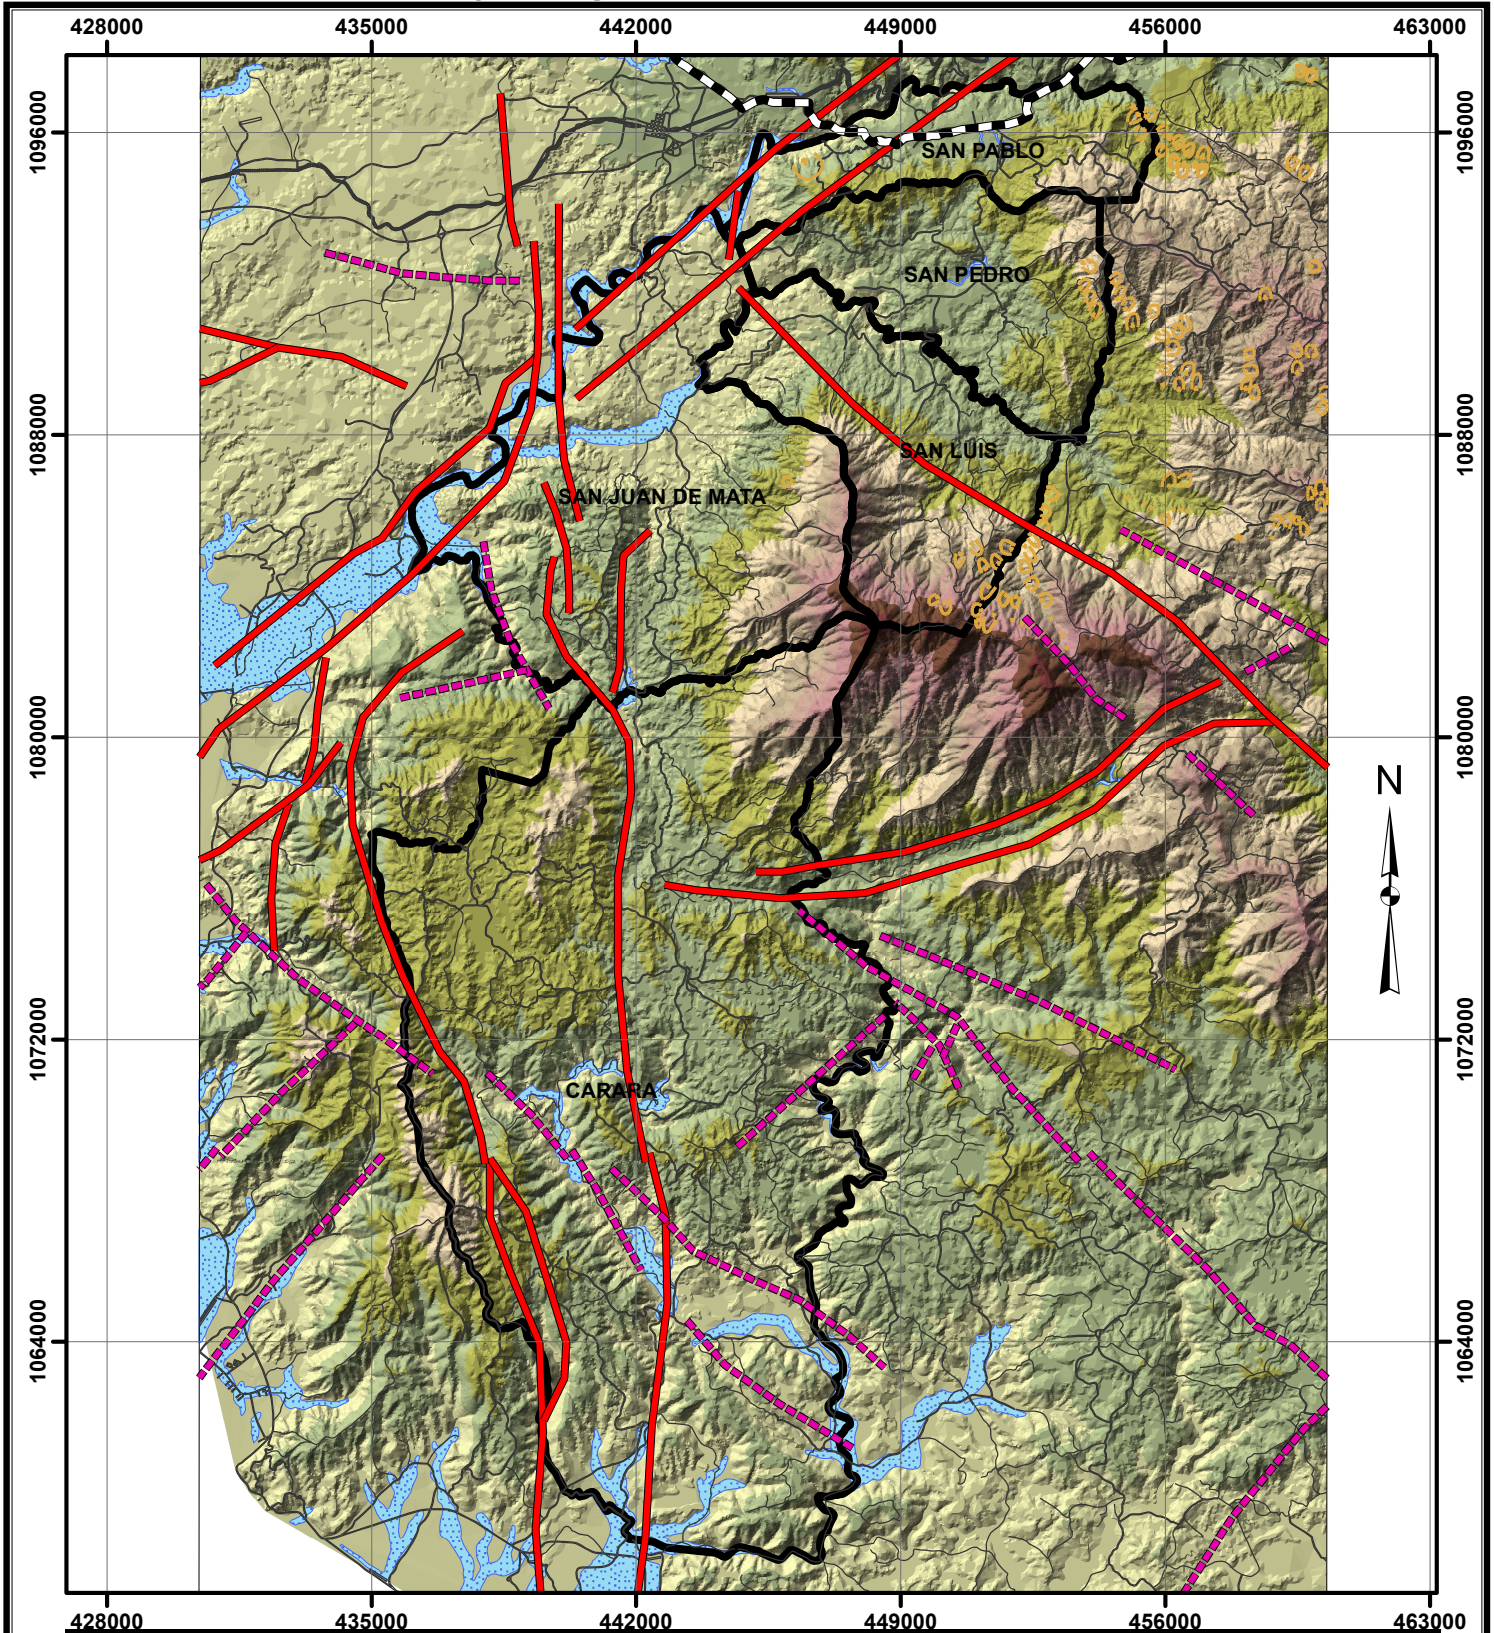 428000 435000 442000 449000 456000 463000
1096000 1096000
SAN PABLO
SAN PEDRO
1088000 1088000
SAN LUIS
SAN JUAN DE MATA
1080000 1080000
N
1072000 1072000
CARARA
1064000 1064000
428000 435000 442000 449000 456000 463000